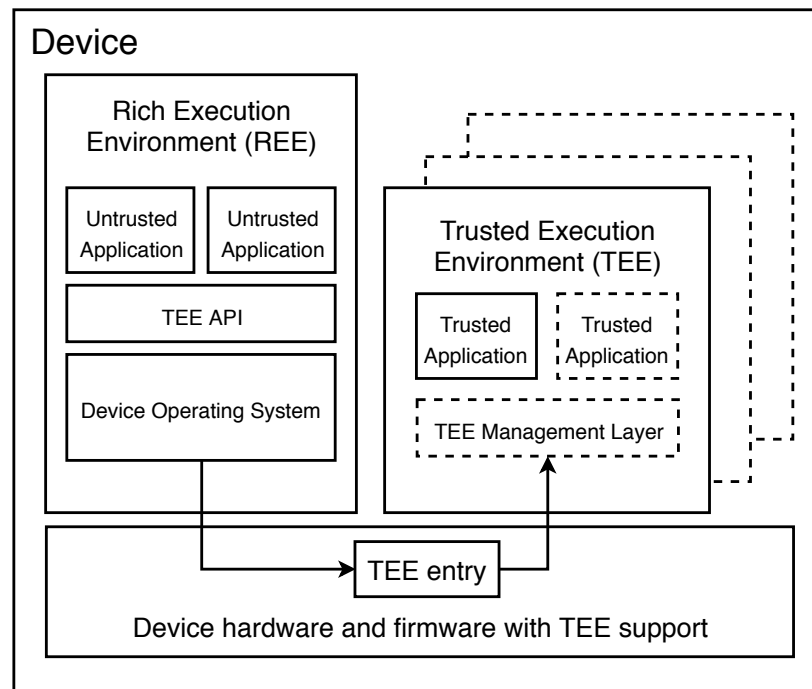 Device
Rich Execution
Environment (REE)
Untrusted
Application
Untrusted
Application
TEE API
Device Operating System
Trusted Execution
Environment (TEE)
Trusted
Application
Trusted
Application
TEE Management Layer
TEE entry
Device hardware and firmware with TEE support